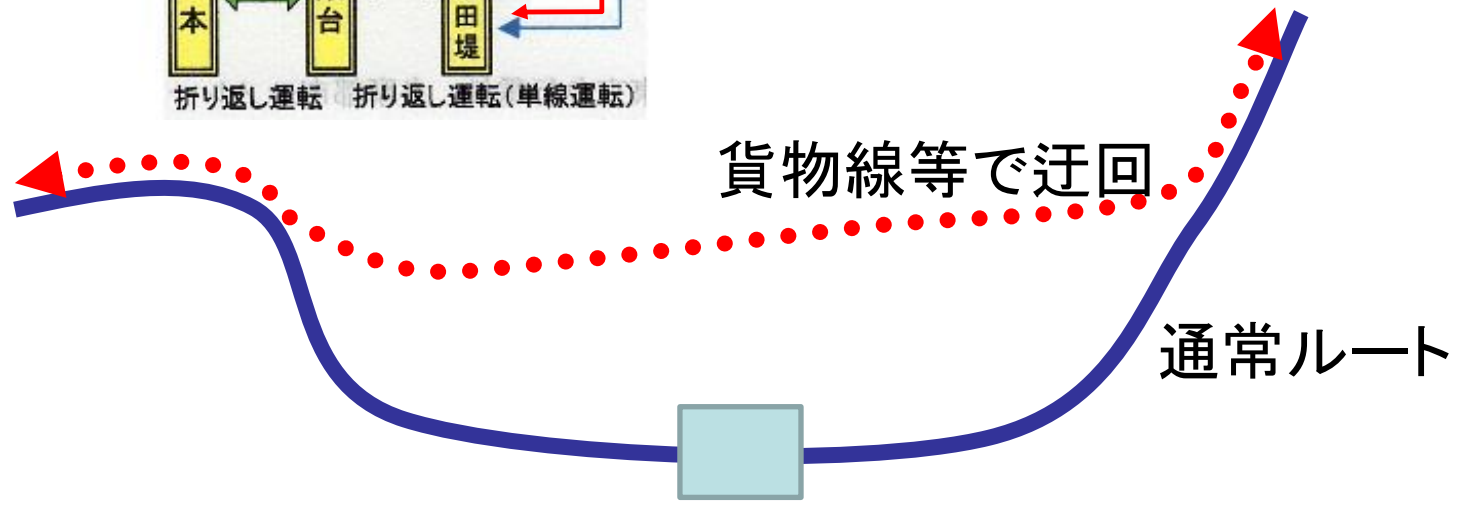 本
台
田堤
折り返し運転
折り返し運転(単線運転)
貨物線等で迂回
通常ルート